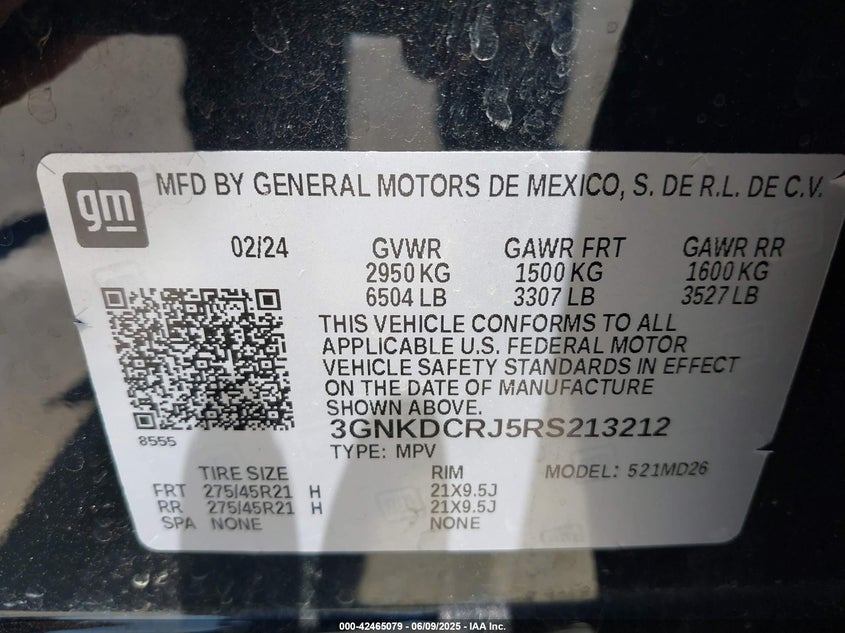 gm
MFD BY GENERAL MOTORS DE MEXICO, S. DE R.L. DE C.V.
02/24 GVWR GAWR FRT GAWR RR
2950 KG 1500 KG 1600 KG
6504 LB 3307 LB 3527 LB
THIS VEHICLE CONFORMS TO ALL
APPLICABLE U.S. FEDERAL MOTOR
VEHICLE SAFETY STANDARDS IN EFFECT
ON THE DATE OF MANUFACTURE
SHOWN ABOVE.
8555
3GNKDCRJ5RS213212
TYPE: MPV
TIRE SIZE RIM MODEL: 521MD26
FRT 275/45R21 H 21X9.5J
RR 275/45R21 H 21X9.5J
SPA NONE NONE
000-42465079 - 06/09/2025 - IAA Inc.